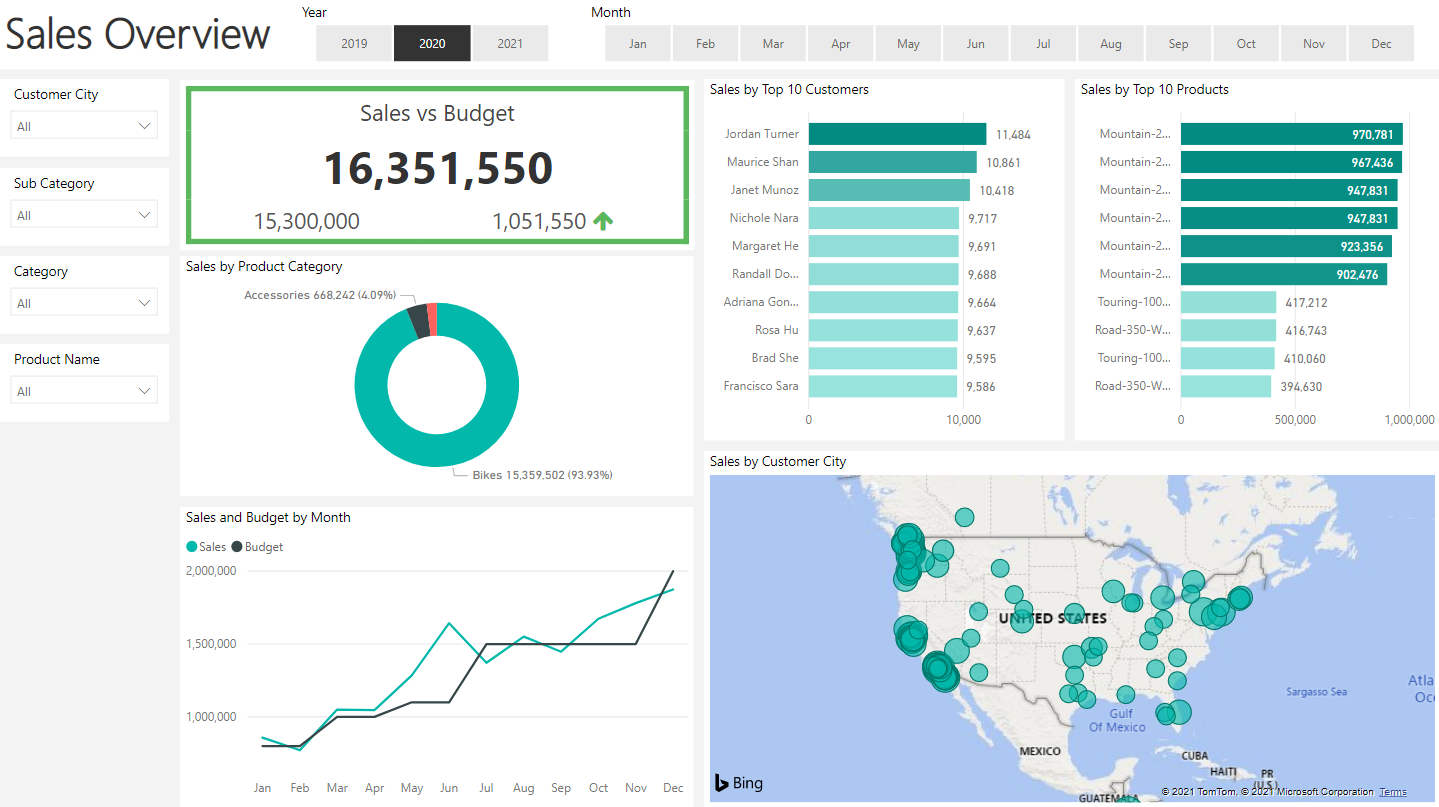 Sales Overview
Year
2019 2020 2021
Month
Jan Feb Mar Apr May Jun Jul Aug Sep Oct Nov Dec
Customer City
All
Sub Category
All
Category
All
Product Name
All
Sales vs Budget
16,351,550
15,300,000 1,051,550
Sales by Product Category
Accessories 668,242 (4.09%)
Bikes 15,359,502 (93.93%)
Sales and Budget by Month
Sales Budget
2,000,000
1,500,000
1,000,000
Jan Feb Mar Apr May Jun Jul Aug Sep Oct Nov Dec
Sales by Top 10 Customers
Jordan Turner 11,484
Maurice Shan 10,861
Janet Munoz 10,418
Nichole Nara 9,717
Margaret He 9,691
Randall Do... 9,688
Adriana Gon... 9,664
Rosa Hu 9,637
Brad She 9,595
Francisco Sara 9,586
0 10,000
Sales by Top 10 Products
Mountain-2... 970,781
Mountain-2... 967,436
Mountain-2... 947,831
Mountain-2... 947,831
Mountain-2... 923,356
Mountain-2... 902,476
Touring-100... 417,212
Road-350-W... 416,743
Touring-100... 410,060
Road-350-W... 394,630
0 500,000 1,000,000
Sales by Customer City
UNITED STATES
Atla
Oc
Sargasso Sea
Gulf
Of Mexico
MEXICO
CUBA
HAITI
PR
(U.S.)
GUATEMALA
Bing
© 2021 TomTom, © 2021 Microsoft Corporation Terms